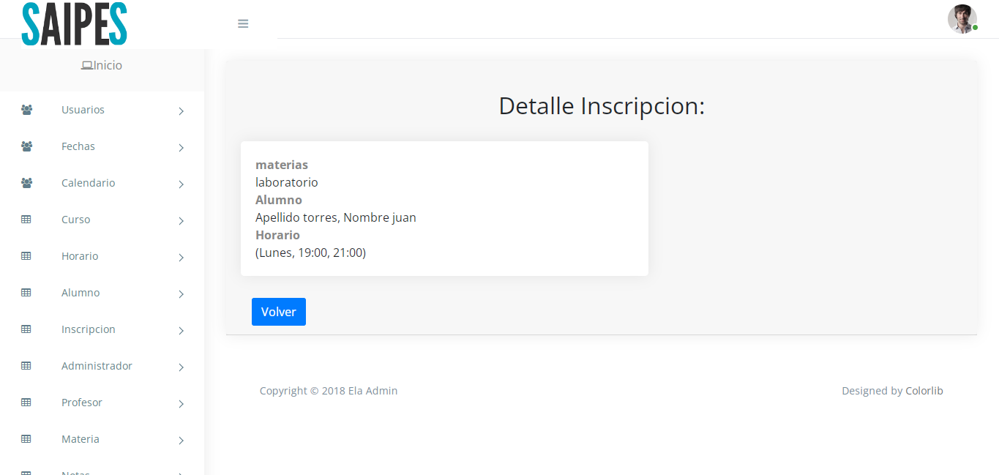 SAIPES
Inicio
Usuarios
Fechas
Calendario
Curso
Horario
Alumno
Inscripcion
Administrador
Profesor
Materia
Notas
Detalle Inscripcion:
materias
laboratorio
Alumno
Apellido torres, Nombre juan
Horario
(Lunes, 19:00, 21:00)
Volver
Copyright © 2018 Ela Admin
Designed by Colorlib